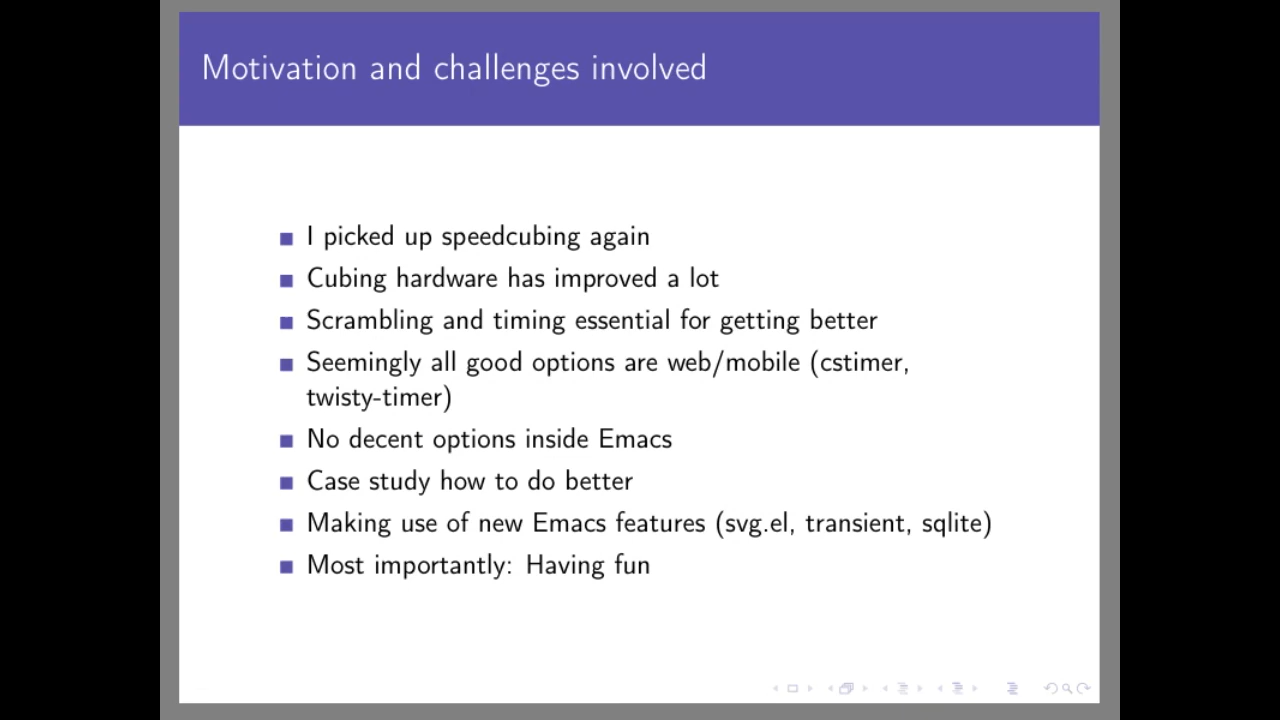 Motivation and challenges involved
I picked up speedcubing again
Cubing hardware has improved a lot
Scrambling and timing essential for getting better
Seemingly all good options are web/mobile (cstimer,
twisty-timer)
No decent options inside Emacs
Case study how to do better
Making use of new Emacs features (svg.el, transient, sqlite)
Most importantly: Having fun